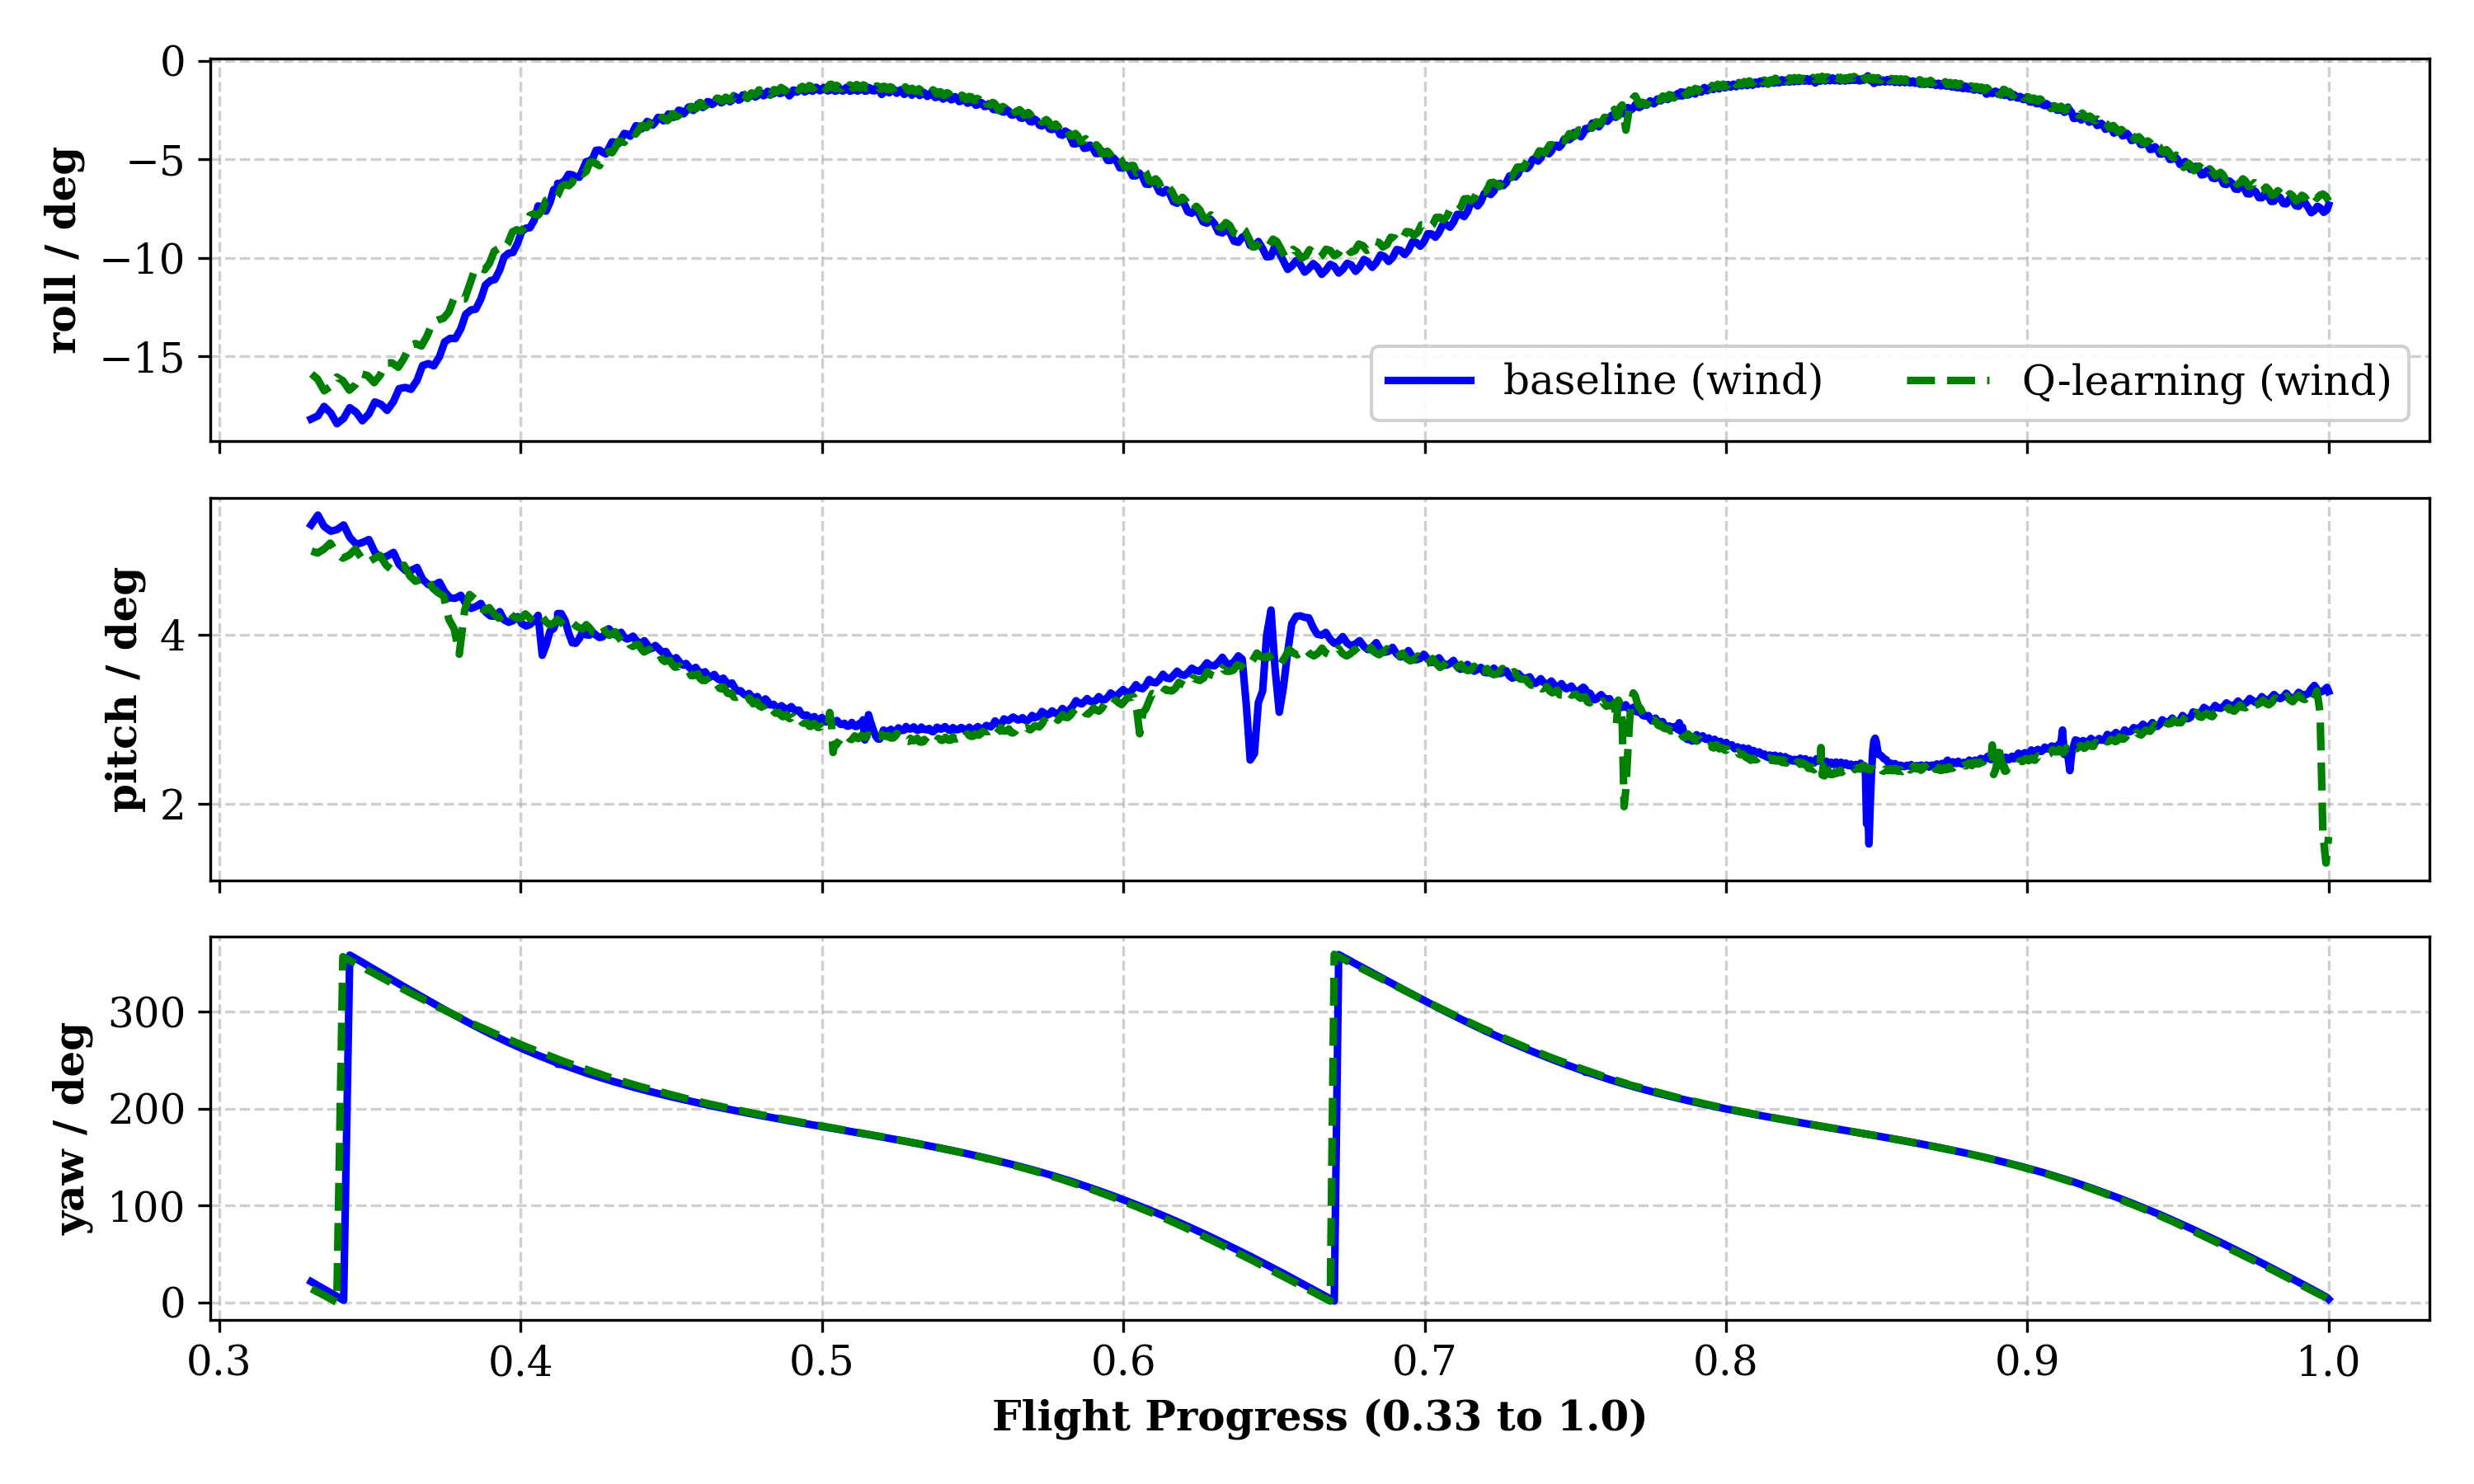 0
−5
−10
−15
roll / deg
baseline (wind)
Q-learning (wind)
4
2
pitch / deg
300
200
100
0
yaw / deg
0.3 0.4 0.5 0.6 0.7 0.8 0.9 1.0
Flight Progress (0.33 to 1.0)